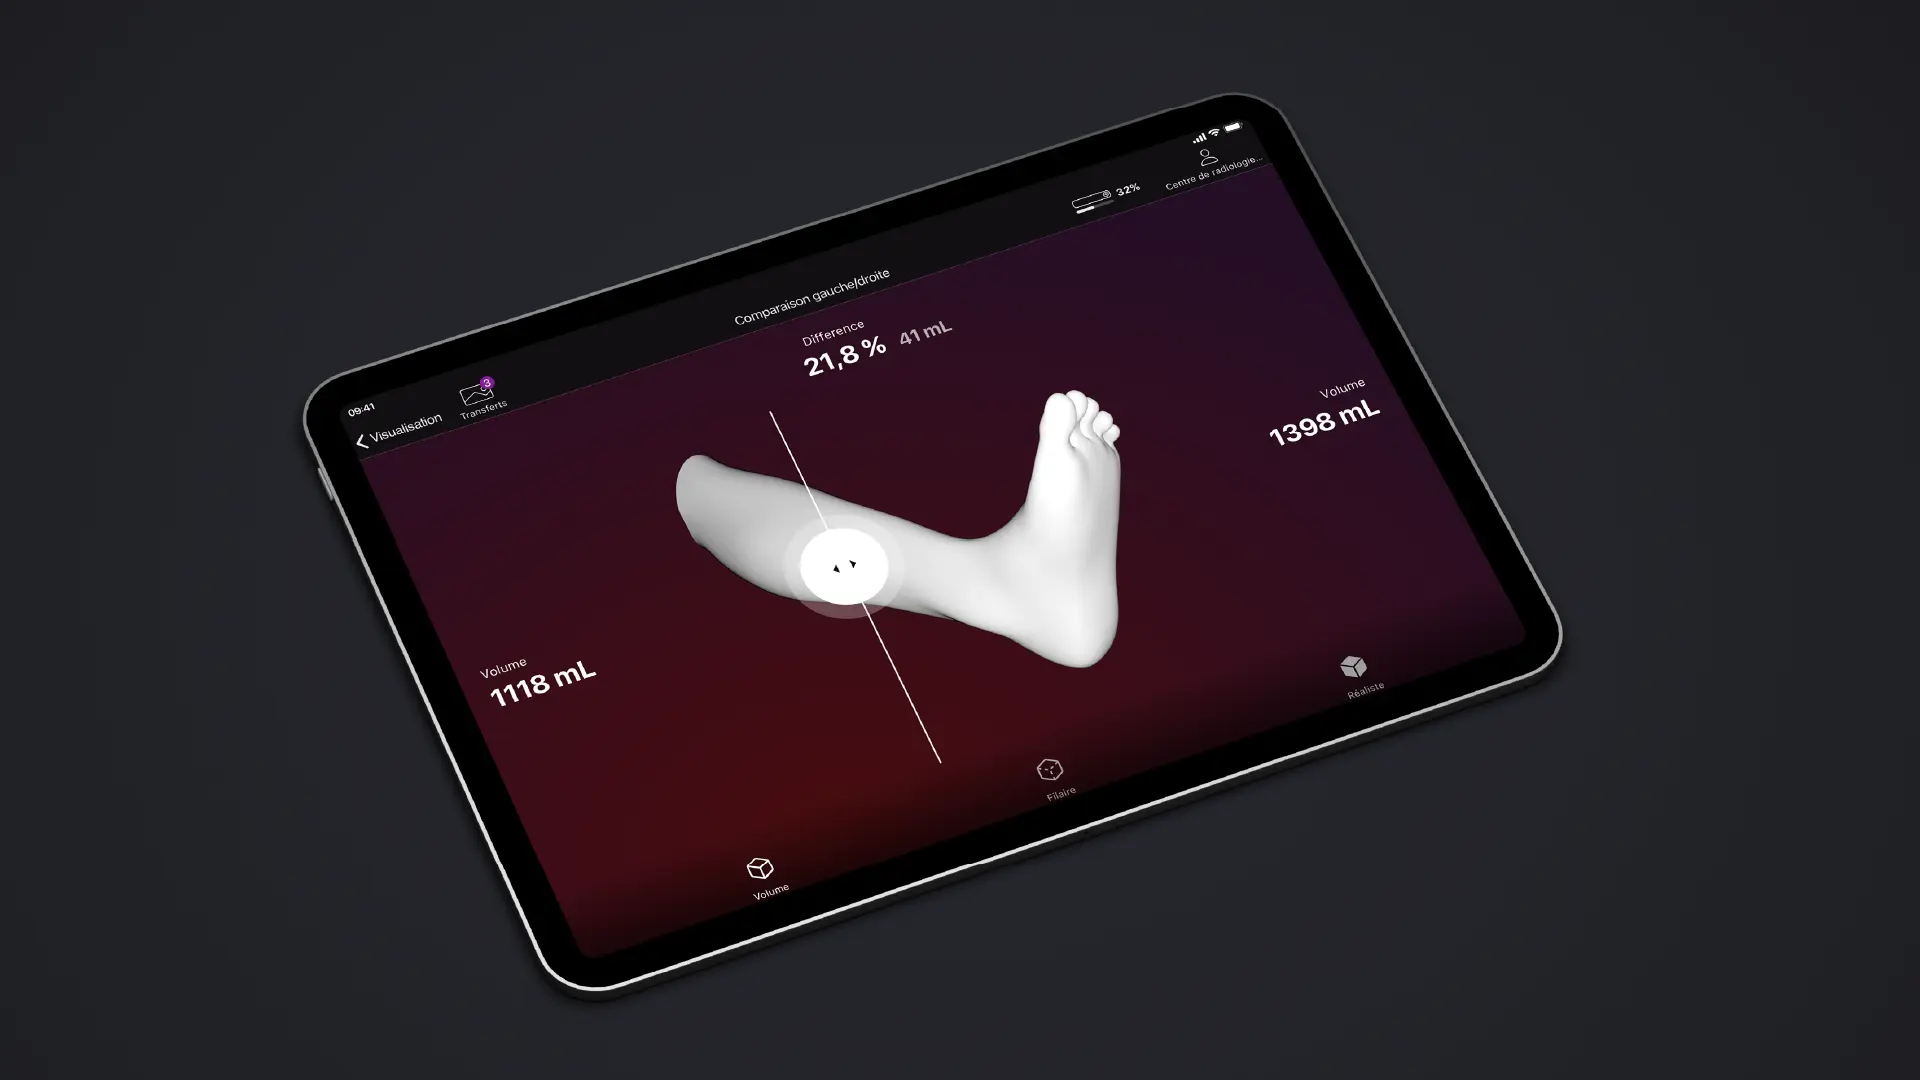 09:41
Visualisation
3
Transferts
32%
Centre de radiologie...
Comparaison gauche/droite
Difference
21,8 % 41 mL
Volume
1118 mL
Volume
1398 mL
Volume
Filaire
Réaliste